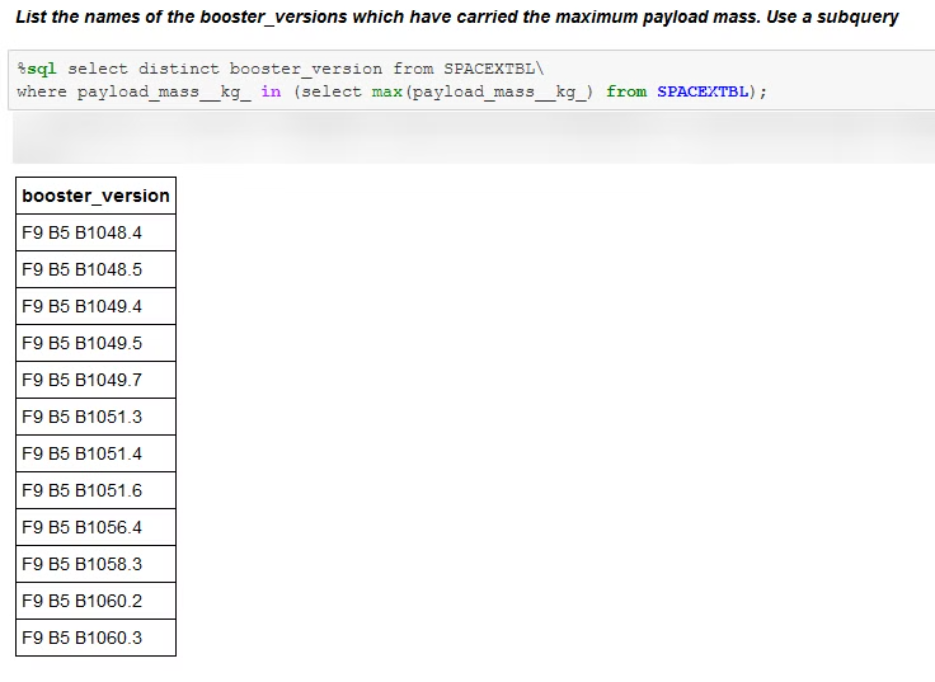 List the names of the booster_versions which have carried the maximum payload mass. Use a subquery
%sql select distinct booster_version from SPACEXTBL\
where payload_mass__kg_ in (select max(payload_mass__kg_) from SPACEXTBL);
booster_version
F9 B5 B1048.4
F9 B5 B1048.5
F9 B5 B1049.4
F9 B5 B1049.5
F9 B5 B1049.7
F9 B5 B1051.3
F9 B5 B1051.4
F9 B5 B1051.6
F9 B5 B1056.4
F9 B5 B1058.3
F9 B5 B1060.2
F9 B5 B1060.3